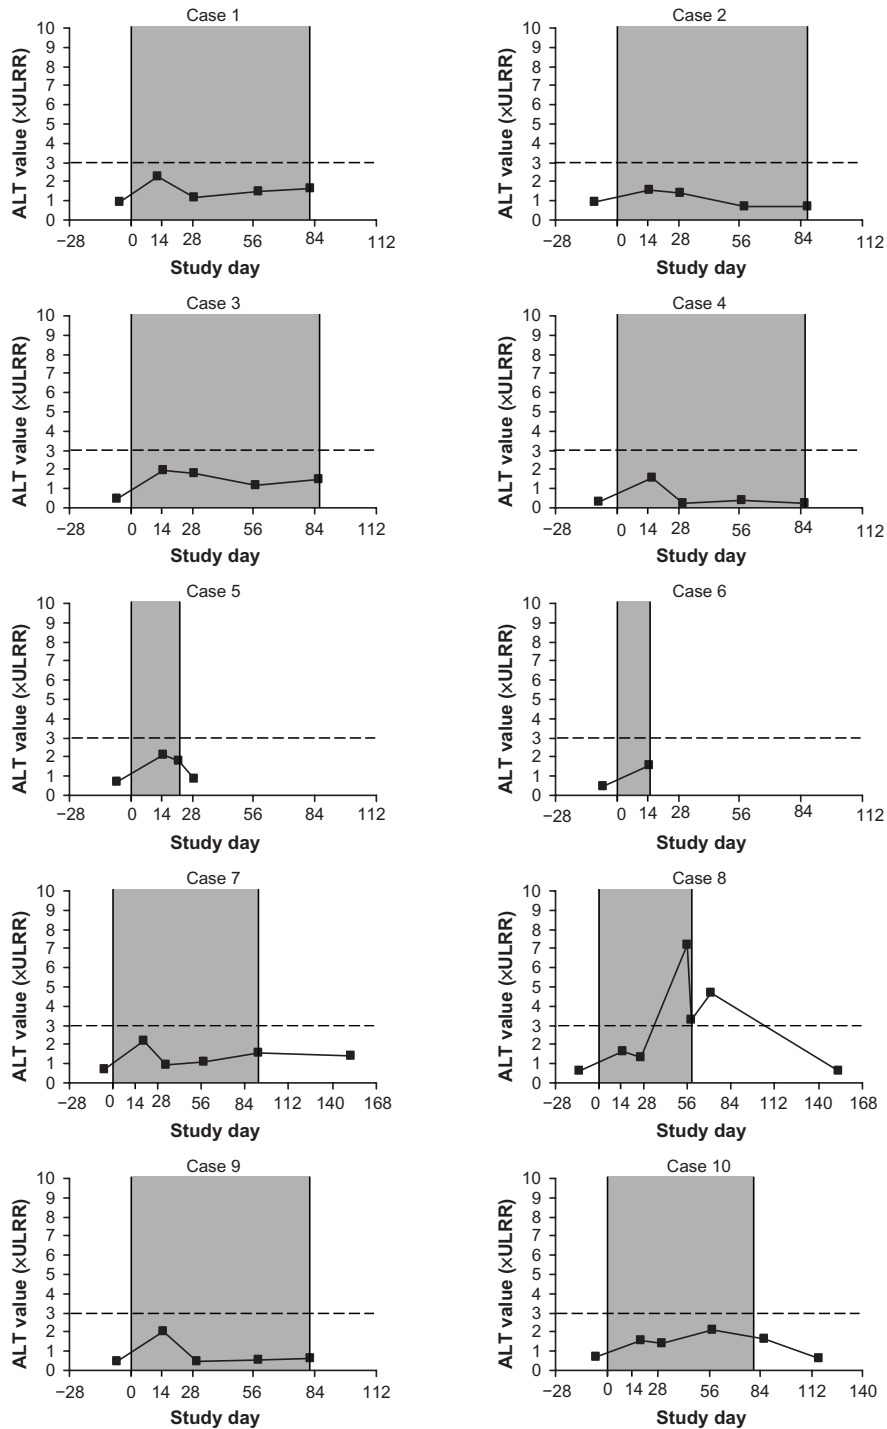 Case 1
ALT value (×ULRR)
10
9
8
7
6
5
4
3
2
1
0
−28 0 14 28 56 84 112
Study day
Case 2
ALT value (×ULRR)
10
9
8
7
6
5
4
3
2
1
0
−28 0 14 28 56 84 112
Study day
Case 3
ALT value (×ULRR)
10
9
8
7
6
5
4
3
2
1
0
−28 0 14 28 56 84 112
Study day
Case 4
ALT value (×ULRR)
10
9
8
7
6
5
4
3
2
1
0
−28 0 14 28 56 84 112
Study day
Case 5
ALT value (×ULRR)
10
9
8
7
6
5
4
3
2
1
0
−28 0 14 28 56 84 112
Study day
Case 6
ALT value (×ULRR)
10
9
8
7
6
5
4
3
2
1
0
−28 0 14 28 56 84 112
Study day
Case 7
ALT value (×ULRR)
10
9
8
7
6
5
4
3
2
1
0
−28 0 14 28 56 84 112 140 168
Study day
Case 8
ALT value (×ULRR)
10
9
8
7
6
5
4
3
2
1
0
−28 0 14 28 56 84 112 140 168
Study day
Case 9
ALT value (×ULRR)
10
9
8
7
6
5
4
3
2
1
0
−28 0 14 28 56 84 112
Study day
Case 10
ALT value (×ULRR)
10
9
8
7
6
5
4
3
2
1
0
−28 0 14 28 56 84 112 140
Study day